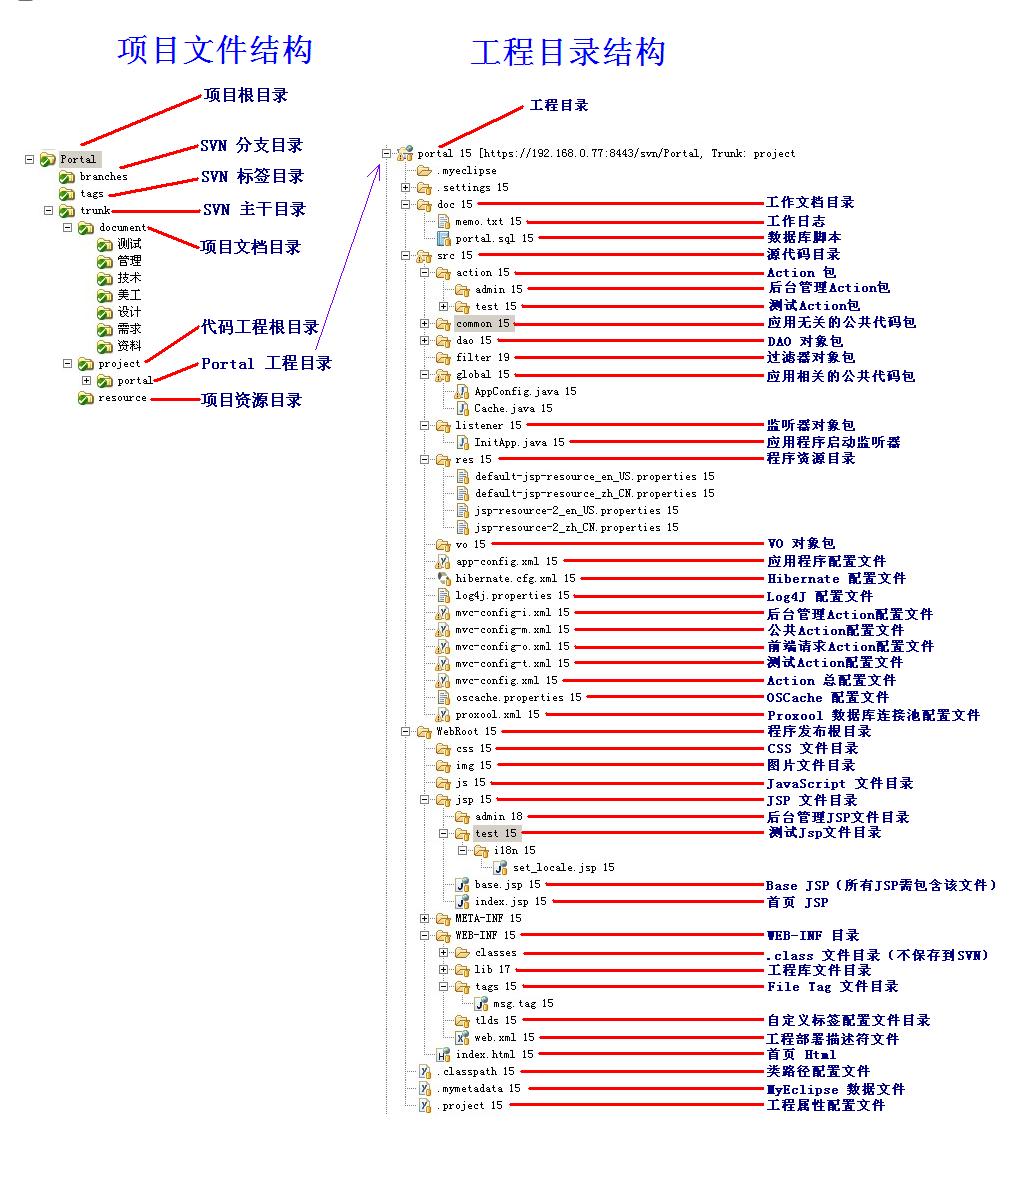 项目文件结构
项目根目录
Portal
SVN 分支目录
branches
SVN 标签目录
tags
SVN 主干目录
trunk
document
项目文档目录
测试
管理
技术
美工
设计
需求
资料
代码工程根目录
project
Portal 工程目录
portal
resource
项目资源目录
工程目录结构
工程目录
portal 15 [https://192.168.0.77:8443/svn/Portal, Trunk: project
.myeclipse
.settings 15
doc 15 工作文档目录
memo.txt 15 工作日志
portal.sql 15 数据库脚本
src 15 源代码目录
action 15 Action 包
admin 15 后台管理Action包
test 15 测试Action包
common 15 应用无关的公共代码包
dao 15 DAO 对象包
filter 19 过滤器对象包
global 15 应用相关的公共代码包
AppConfig.java 15
Cache.java 15
listener 15 监听器对象包
InitApp.java 15 应用程序启动监听器
res 15 程序资源目录
default-jsp-resource_en_US.properties 15
default-jsp-resource_zh_CN.properties 15
jsp-resource-2_en_US.properties 15
jsp-resource-2_zh_CN.properties 15
vo 15 VO 对象包
app-config.xml 15 应用程序配置文件
hibernate.cfg.xml 15 Hibernate 配置文件
log4j.properties 15 Log4J 配置文件
mvc-config-i.xml 15 后台管理Action配置文件
mvc-config-m.xml 15 公共Action配置文件
mvc-config-o.xml 15 前端请求Action配置文件
mvc-config-t.xml 15 测试Action配置文件
mvc-config.xml 15 Action 总配置文件
oscache.properties 15 OSCache 配置文件
proxool.xml 15 Proxool 数据库连接池配置文件
WebRoot 15 程序发布根目录
css 15 CSS 文件目录
img 15 图片文件目录
js 15 JavaScript 文件目录
jsp 15 JSP 文件目录
admin 18 后台管理JSP文件目录
test 15 测试Jsp文件目录
i18n 15
set_locale.jsp 15
base.jsp 15 Base JSP（所有JSP需包含该文件）
index.jsp 15 首页 JSP
META-INF 15
WEB-INF 15 WEB-INF 目录
classes .class 文件目录（不保存到SVN）
lib 17 工程库文件目录
tags 15 File Tag 文件目录
msg.tag 15
tlds 15 自定义标签配置文件目录
web.xml 15 工程部署描述符文件
index.html 15 首页 Html
.classpath 15 类路径配置文件
.mymetadata 15 MyEclipse 数据文件
.project 15 工程属性配置文件